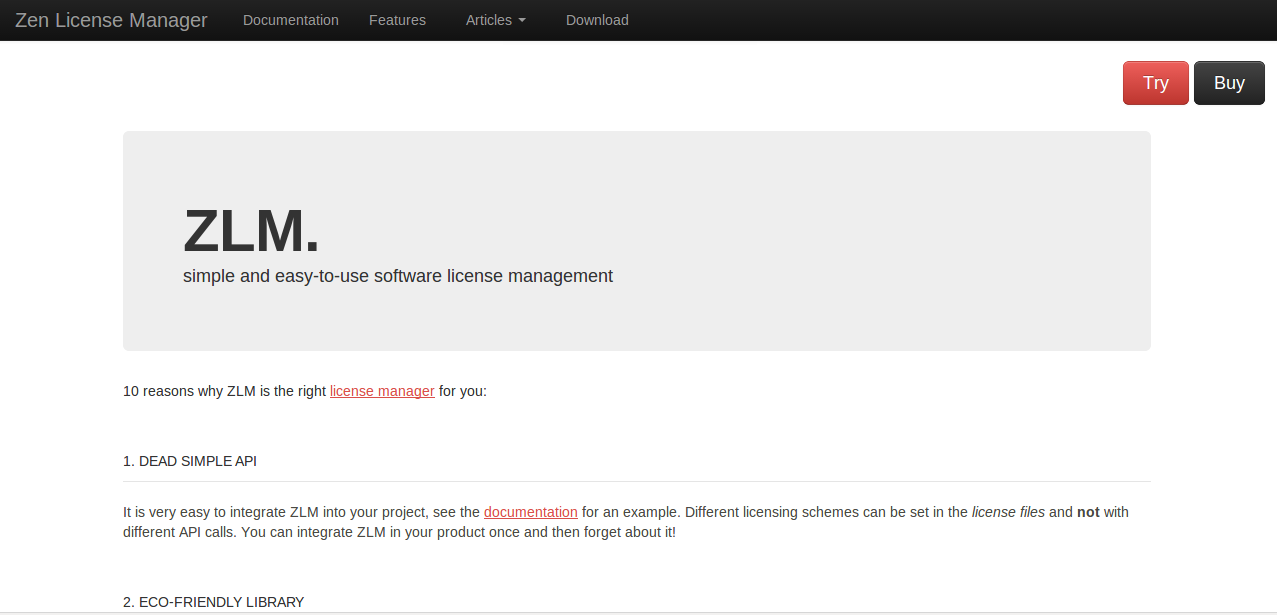 Zen License Manager Documentation Features Articles Download
Try Buy
ZLM.
simple and easy-to-use software license management
10 reasons why ZLM is the right license manager for you:
1. DEAD SIMPLE API
It is very easy to integrate ZLM into your project, see the documentation for an example. Different licensing schemes can be set in the license files and not with
different API calls. You can integrate ZLM in your product once and then forget about it!
2. ECO-FRIENDLY LIBRARY